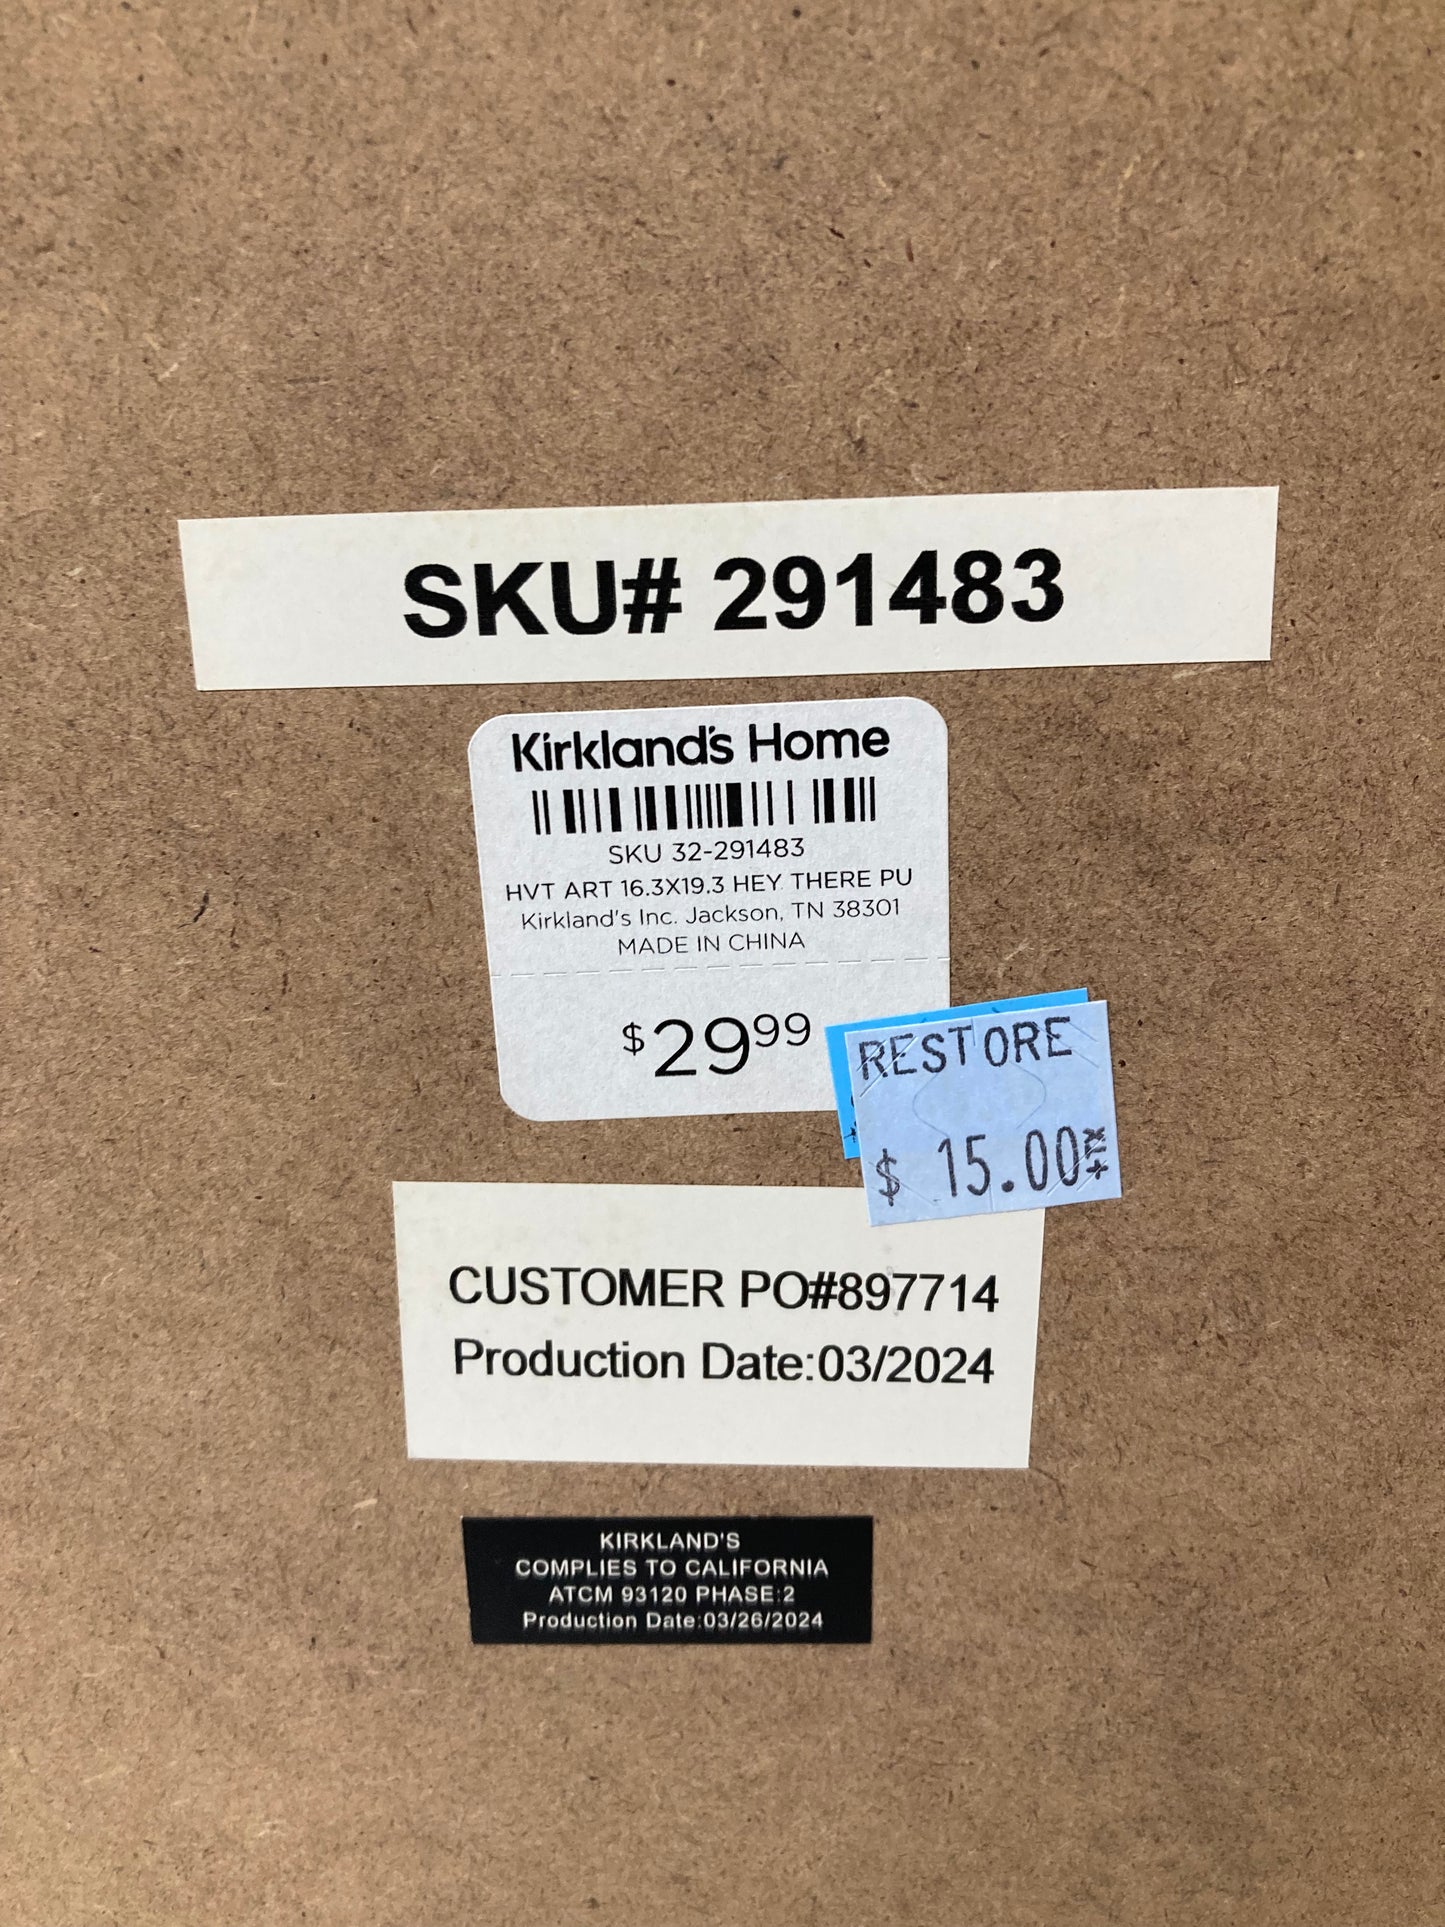 SKU# 291483
Kirkland's Home
SKU 32-291483
HVT ART 16.3X19.3 HEY THERE PU
Kirkland's Inc. Jackson, TN 38301
MADE IN CHINA
$29⁹⁹
RESTORE
$ 15.00
CUSTOMER PO#897714
Production Date:03/2024
KIRKLAND'S
COMPLIES TO CALIFORNIA
ATCM 93120 PHASE 2
Production Date:03/26/2024